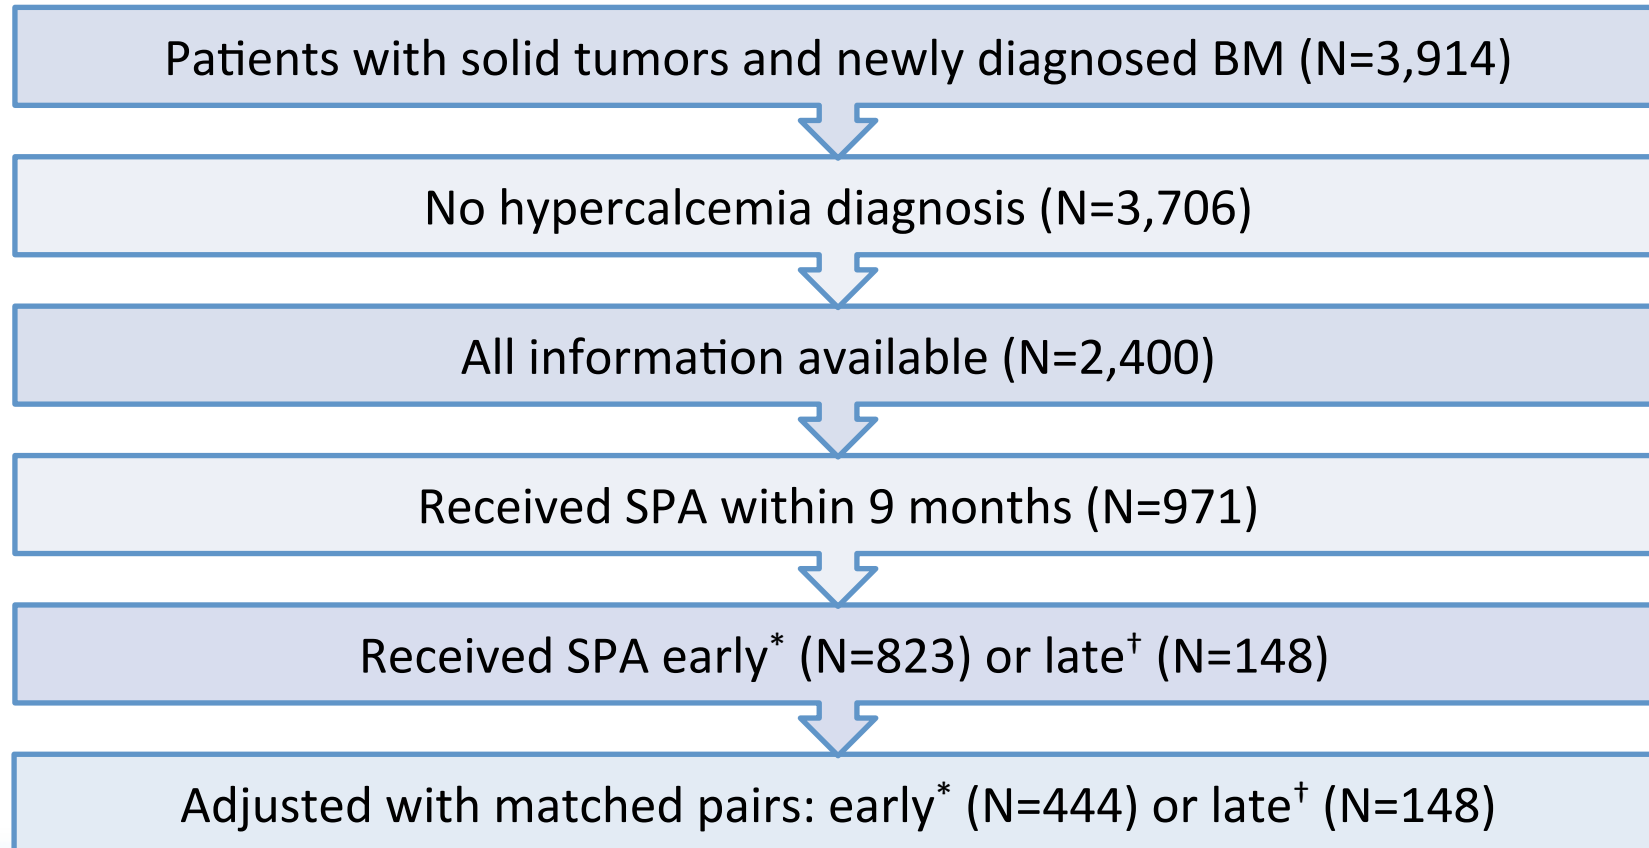 Patients with solid tumors and newly diagnosed BM (N=3,914)
No hypercalcemia diagnosis (N=3,706)
All information available (N=2,400)
Received SPA within 9 months (N=971)
Received SPA early* (N=823) or late† (N=148)
Adjusted with matched pairs: early* (N=444) or late† (N=148)